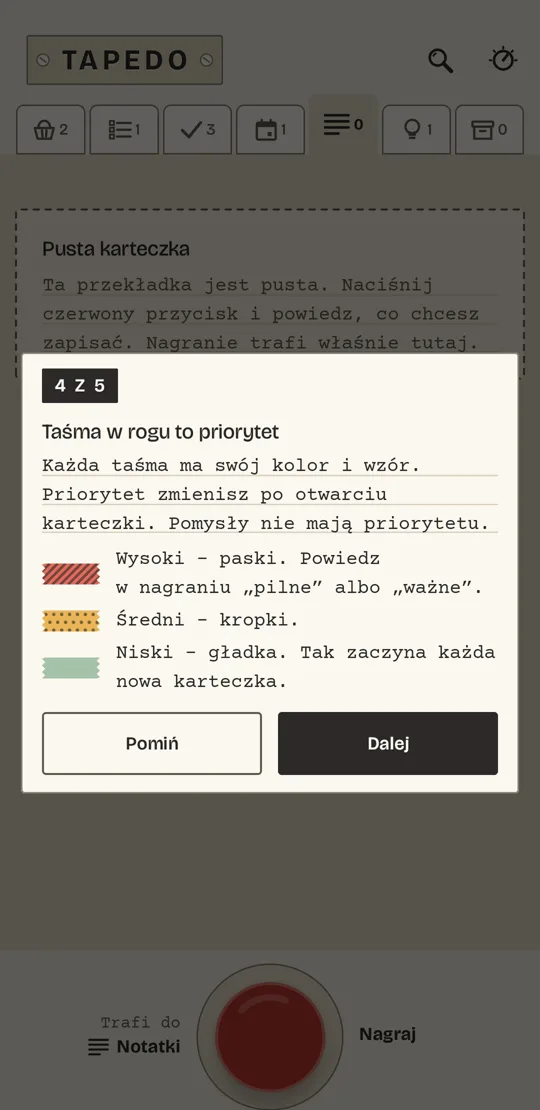 TAPEDO
2
1
3
1
0
1
0
Pusta karteczka
Ta przekładka jest pusta. Naciśnij
czerwony przycisk i powiedz, co chcesz
zapisać. Nagranie trafi właśnie tutaj.
4 Z 5
Taśma w rogu to priorytet
Każda taśma ma swój kolor i wzór.
Priorytet zmienisz po otwarciu
karteczki. Pomysły nie mają priorytetu.
Wysoki – paski. Powiedz
w nagraniu „pilne” albo „ważne”.
Średni – kropki.
Niski – gładka. Tak zaczyna każda
nowa karteczka.
Pomiń
Dalej
Trafi do
Notatki
Nagraj